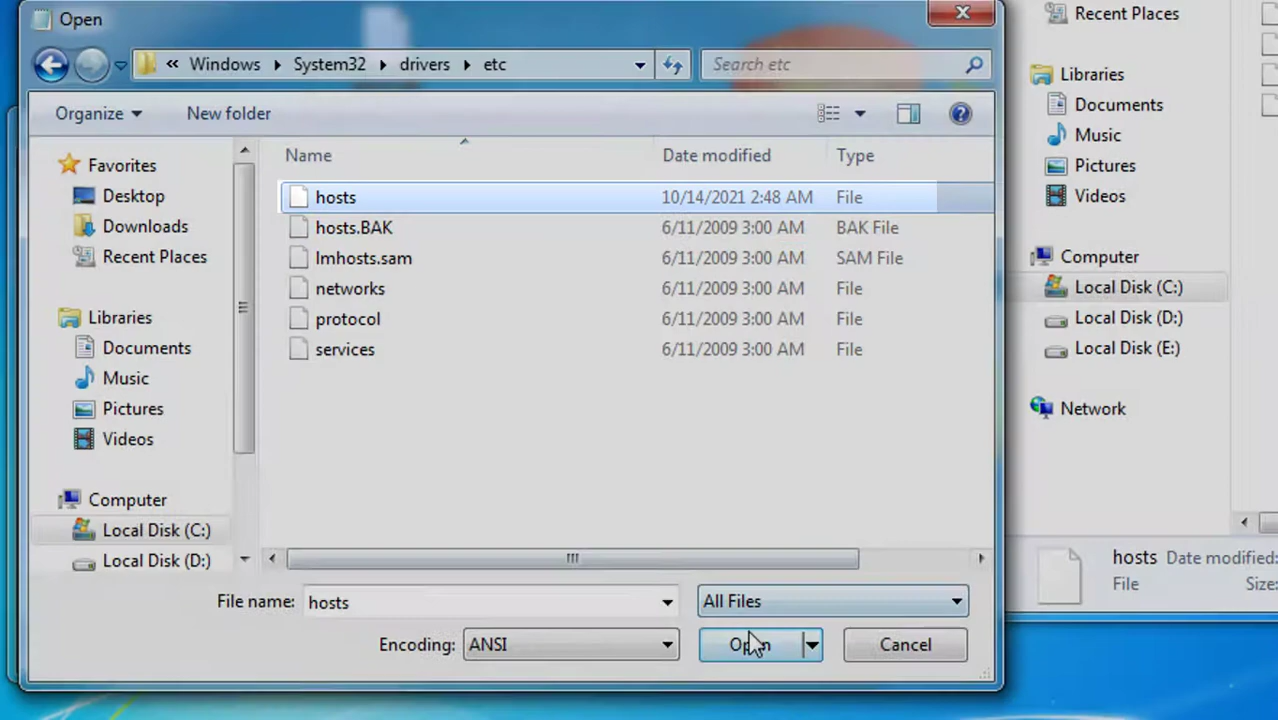 Open
« Windows System32 drivers etc
Search etc
Organize
New folder
Name
Date modified
Type
Favorites
Desktop
Downloads
Recent Places
Libraries
Documents
Music
Pictures
Videos
Computer
Local Disk (C:)
Local Disk (D:)
hosts 10/14/2021 2:48 AM File
hosts.BAK 6/11/2009 3:00 AM BAK File
lmhosts.sam 6/11/2009 3:00 AM SAM File
networks 6/11/2009 3:00 AM File
protocol 6/11/2009 3:00 AM File
services 6/11/2009 3:00 AM File
File name: hosts
All Files
Encoding: ANSI
Open
Cancel
Recent Places
Libraries
Documents
Music
Pictures
Videos
Computer
Local Disk (C:)
Local Disk (D:)
Local Disk (E:)
Network
hosts Date modified:
File Size: